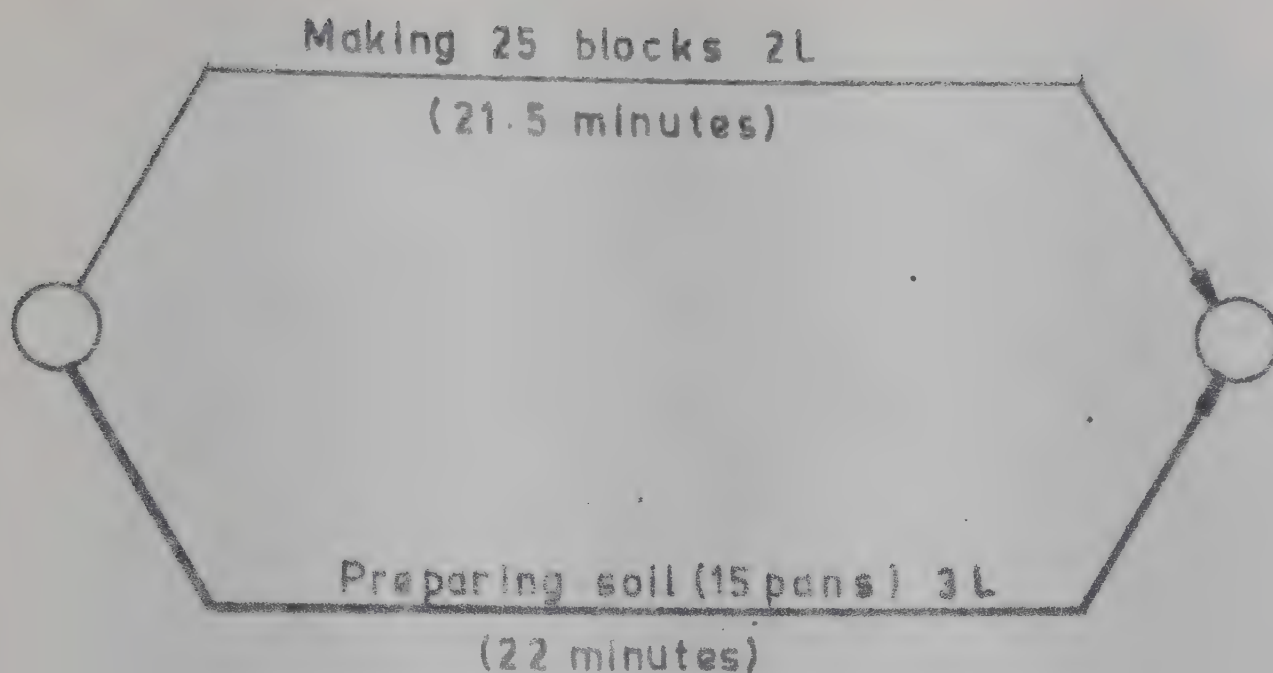 Making 25 blocks 2L
(21.5 minutes)
Preparing soil (15 pans) 3L
(22 minutes)